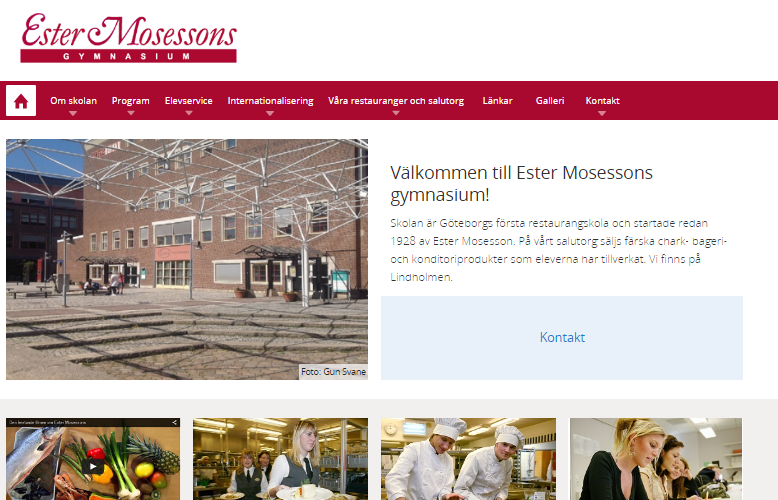 Ester Mosessons
GYMNASIUM
Om skolan Program Elevservice Internationalisering Våra restauranger och salutorg Länkar Galleri Kontakt
Välkommen till Ester Mosessons
gymnasium!
Skolan är Göteborgs första restaurangskola och startade redan
1928 av Ester Mosesson. På vårt salutorg säljs färska chark- bageri-
och konditoriprodukter som eleverna har tillverkat. Vi finns på
Lindholmen.
Kontakt
Foto: Gun Svane